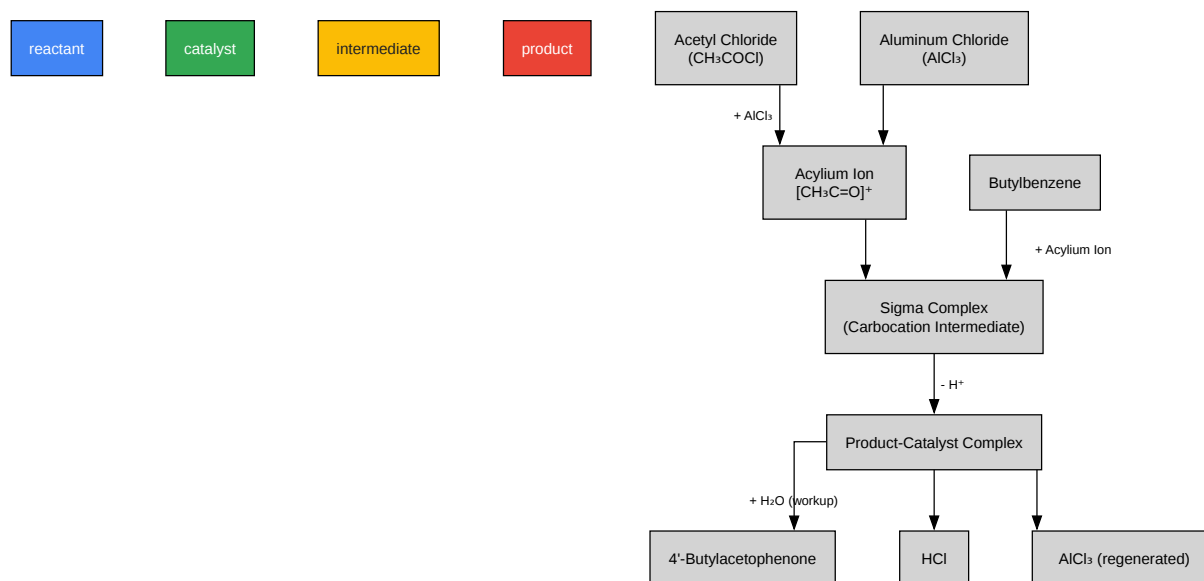 reactant
catalyst
intermediate
product
Acetyl Chloride
(CH₃COCl)
Aluminum Chloride
(AlCl₃)
+ AlCl₃
Acylium Ion
[CH₃C=O]⁺
Butylbenzene
+ Acylium Ion
Sigma Complex
(Carbocation Intermediate)
- H⁺
Product-Catalyst Complex
+ H₂O (workup)
4'-Butylacetophenone
HCl
AlCl₃ (regenerated)